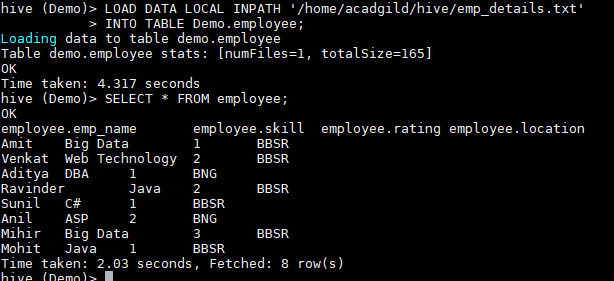 hive (Demo)> LOAD DATA LOCAL INPATH '/home/acadgild/hive/emp_details.txt'
> INTO TABLE Demo.employee;
Loading data to table demo.employee
Table demo.employee stats: [numFiles=1, totalSize=165]
OK
Time taken: 4.317 seconds
hive (Demo)> SELECT * FROM employee;
OK
employee.emp_name employee.skill employee.rating employee.location
Amit Big Data 1 BBSR
Venkat Web Technology 2 BBSR
Aditya DBA 1 BNG
Ravinder Java 2 BBSR
Sunil C# 1 BBSR
Anil ASP 2 BNG
Mihir Big Data 3 BBSR
Mohit Java 1 BBSR
Time taken: 2.03 seconds, Fetched: 8 row(s)
hive (Demo)>